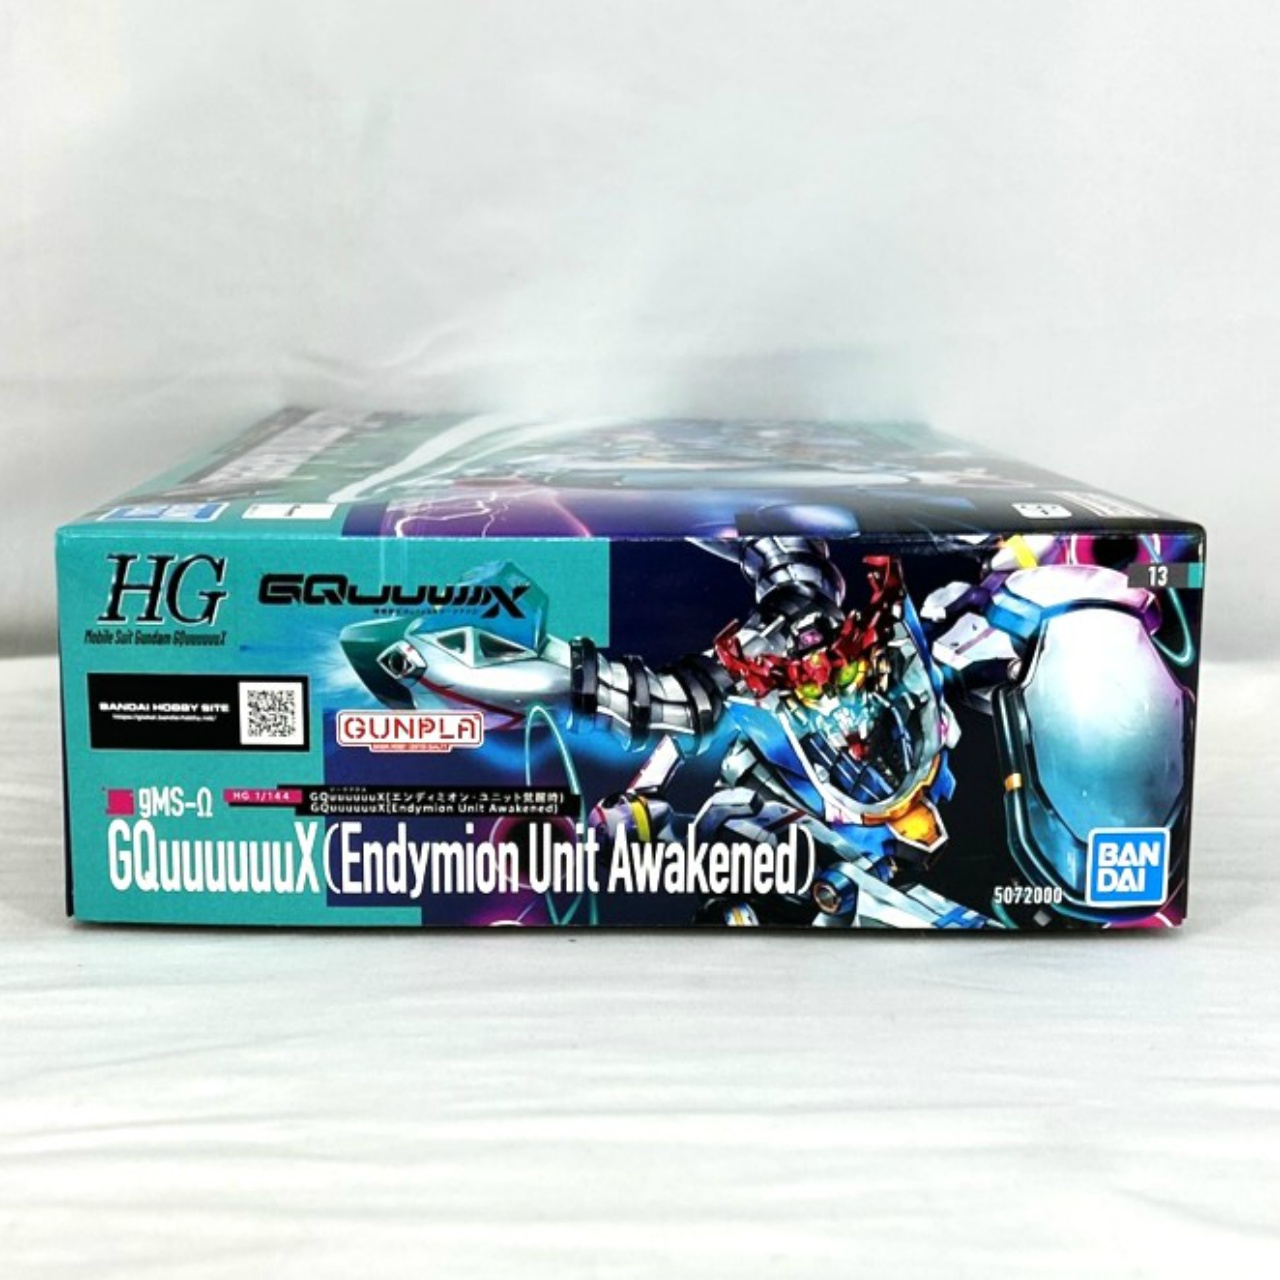 HG
GQuuuuuuX
Mobile Suit Gundam GQuuuuuuX
13
BANDAI HOBBY SITE
GUNPLA
gMS-Ω
HG 1/144
GQuuuuuuX(エンディミオン・ユニット覚醒時)
GQuuuuuuX(Endymion Unit Awakened)
GQuuuuuuX(Endymion Unit Awakened)
5072000
BAN
DAI